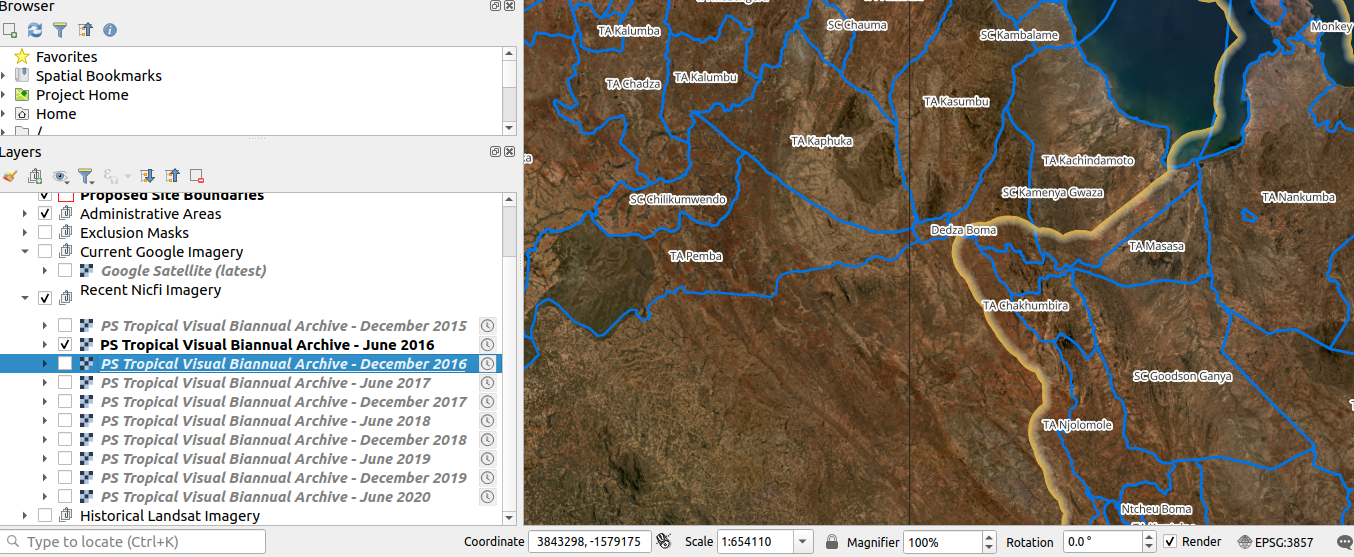 Browser
Favorites
Spatial Bookmarks
Project Home
Home
/
Layers
Proposed Site Boundaries
Administrative Areas
Exclusion Masks
Current Google Imagery
Google Satellite (latest)
Recent Nicfi Imagery
PS Tropical Visual Biannual Archive - December 2015
PS Tropical Visual Biannual Archive - June 2016
PS Tropical Visual Biannual Archive - December 2016
PS Tropical Visual Biannual Archive - June 2017
PS Tropical Visual Biannual Archive - December 2017
PS Tropical Visual Biannual Archive - June 2018
PS Tropical Visual Biannual Archive - December 2018
PS Tropical Visual Biannual Archive - June 2019
PS Tropical Visual Biannual Archive - December 2019
PS Tropical Visual Biannual Archive - June 2020
Historical Landsat Imagery
TA Kalumba
SC Chauma
SC Kambalame
Monkey
TA Chadza
TA Kalumbu
TA Kasumbu
TA Kaphuka
ka
TA Kachindamoto
SC Chilikumwendo
SC Kamenya Gwaza
TA Nankumba
Dedza Boma
TA Pemba
TA Masasa
TA Chakhumbira
SC Goodson Ganya
TA Njolomole
Ntcheu Boma
Type to locate (Ctrl+K)
Coordinate 3843298, -1579175 Scale 1:654110 Magnifier 100% Rotation 0.0 ° Render EPSG:3857